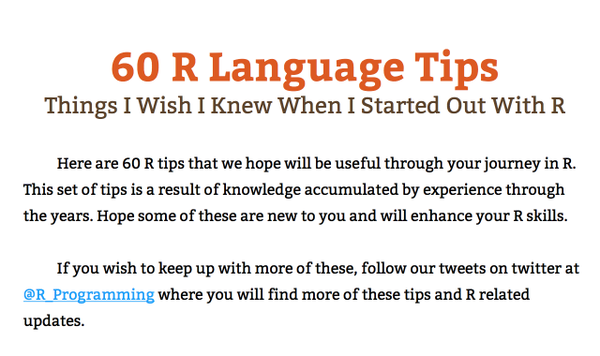 60 R Language Tips
Things I Wish I Knew When I Started Out With R
Here are 60 R tips that we hope will be useful through your journey in R.
This set of tips is a result of knowledge accumulated by experience through
the years. Hope some of these are new to you and will enhance your R skills.
If you wish to keep up with more of these, follow our tweets on twitter at
@R_Programming where you will find more of these tips and R related
updates.